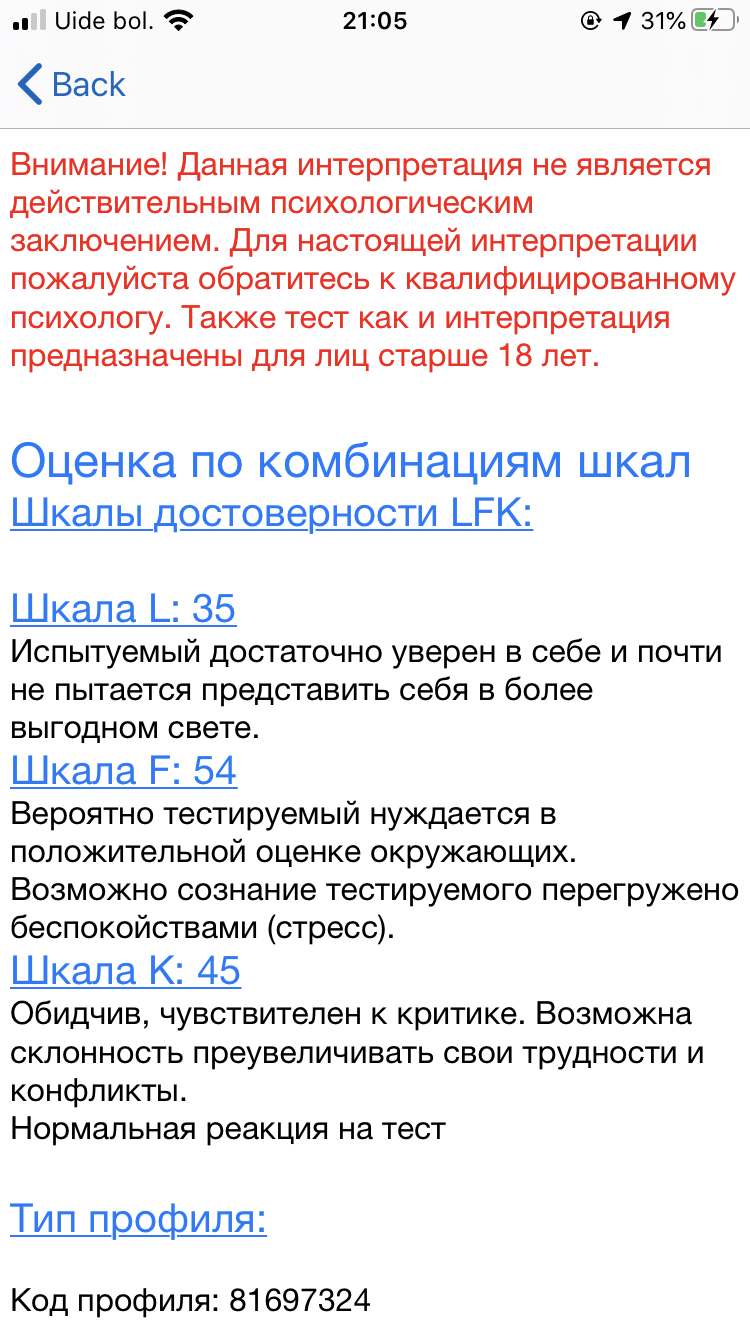 Uide bol. 21:05 31%
Back
Внимание! Данная интерпретация не является
действительным психологическим
заключением. Для настоящей интерпретации
пожалуйста обратитесь к квалифицированному
психологу. Также тест как и интерпретация
предназначены для лиц старше 18 лет.
Оценка по комбинациям шкал
Шкалы достоверности LFK:
Шкала L: 35
Испытуемый достаточно уверен в себе и почти
не пытается представить себя в более
выгодном свете.
Шкала F: 54
Вероятно тестируемый нуждается в
положительной оценке окружающих.
Возможно сознание тестируемого перегружено
беспокойствами (стресс).
Шкала K: 45
Обидчив, чувствителен к критике. Возможна
склонность преувеличивать свои трудности и
конфликты.
Нормальная реакция на тест
Тип профиля:
Код профиля: 81697324